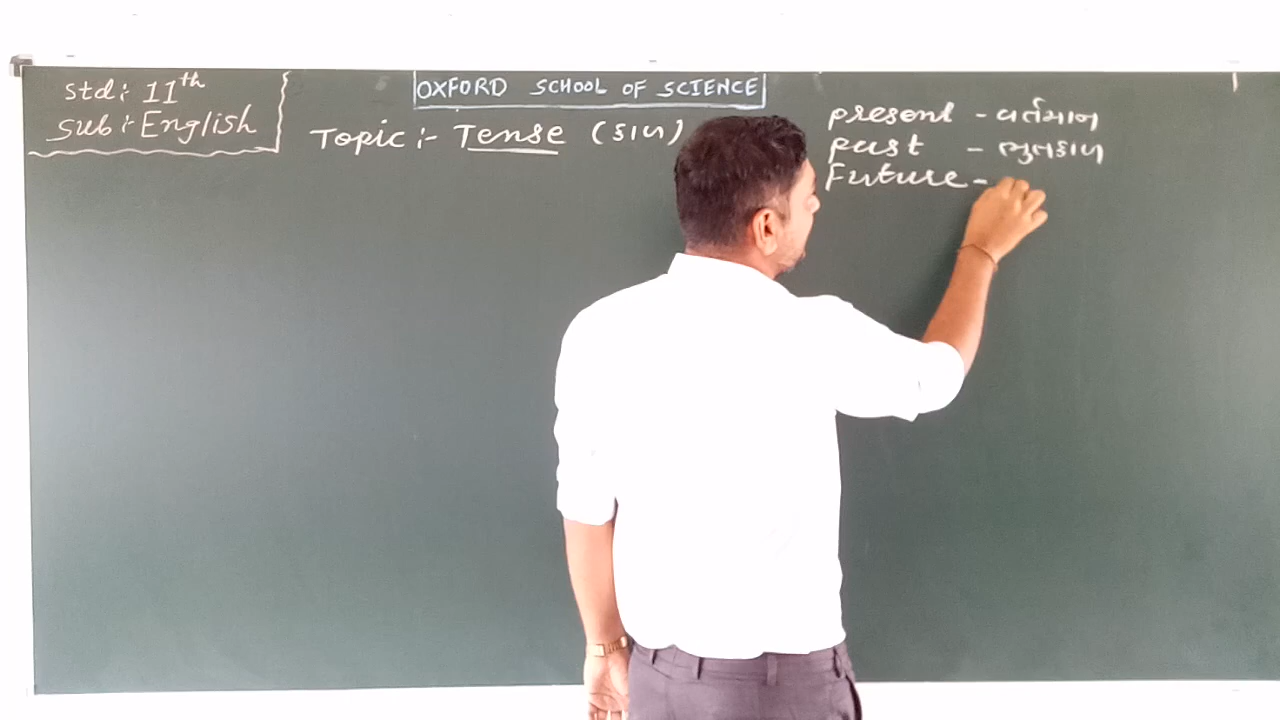 Std:- 11th
Sub:- English
OXFORD SCHOOL OF SCIENCE
Topic:- Tense (કાળ)
present - વર્તમાન
past - ભુતકાળ
Future -